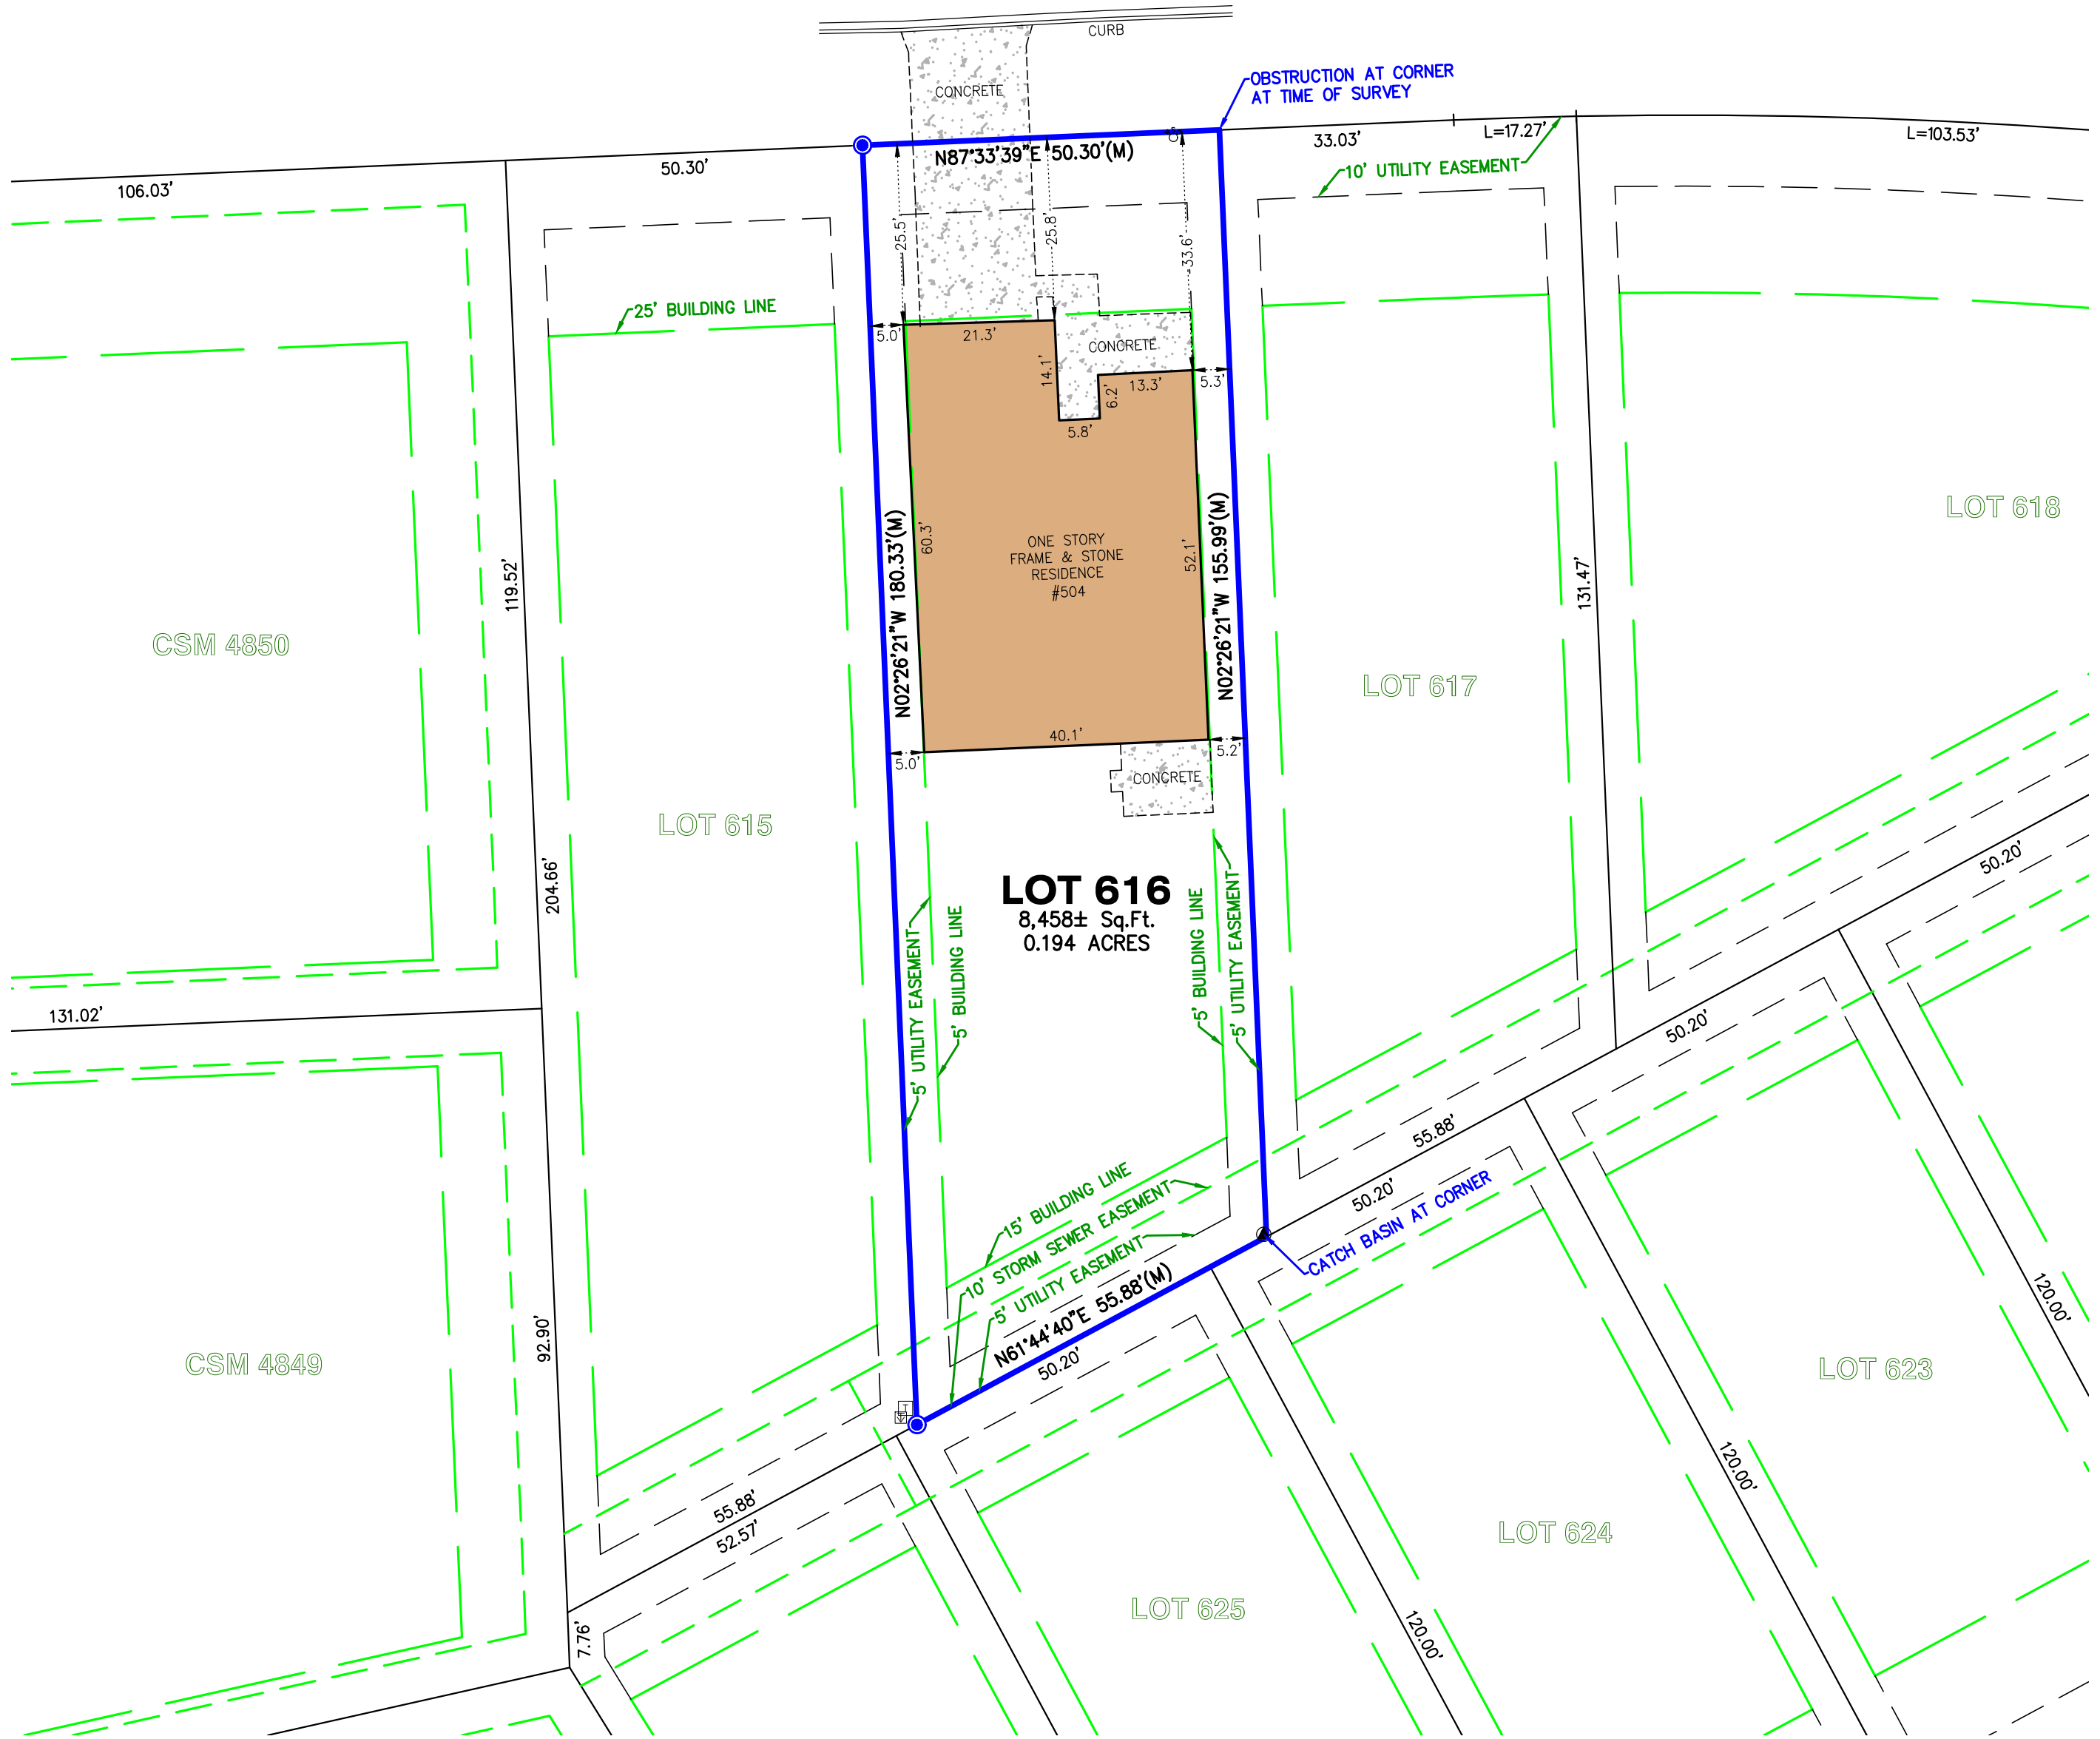 CURB
CONCRETE
OBSTRUCTION AT CORNER
AT TIME OF SURVEY
N87°33'39"E 50.30'(M)
33.03'
L=17.27'
L=103.53'
10' UTILITY EASEMENT
106.03'
50.30'
25.5'
25.8'
33.6'
25' BUILDING LINE
5.0'
21.3'
14.1'
CONCRETE
6.2'
13.3'
5.3'
5.8'
LOT 618
60.3'
ONE STORY
FRAME & STONE
RESIDENCE
#504
52.1'
N02°26'21"W 180.33'(M)
N02°26'21"W 155.99'(M)
119.52'
131.47'
CSM 4850
LOT 617
40.1'
5.0'
5.2'
CONCRETE
LOT 615
204.66'
LOT 616
8,458± Sq.Ft.
0.194 ACRES
5' UTILITY EASEMENT
5' BUILDING LINE
5' BUILDING LINE
5' UTILITY EASEMENT
50.20'
131.02'
50.20'
55.88'
15' BUILDING LINE
10' STORM SEWER EASEMENT
5' UTILITY EASEMENT
N61°44'40"E 55.88'(M)
50.20'
CATCH BASIN AT CORNER
50.20'
92.90'
CSM 4849
LOT 623
120.00'
T
55.88'
52.57'
LOT 624
120.00'
LOT 625
120.00'
7.76'